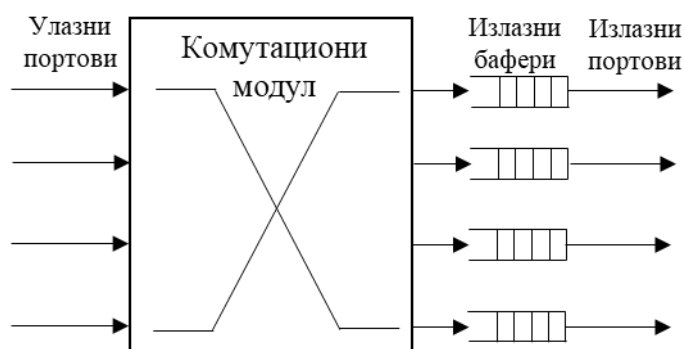 Улазни
портови
Комутациони
модул
Излазни
бафери
Излазни
портови